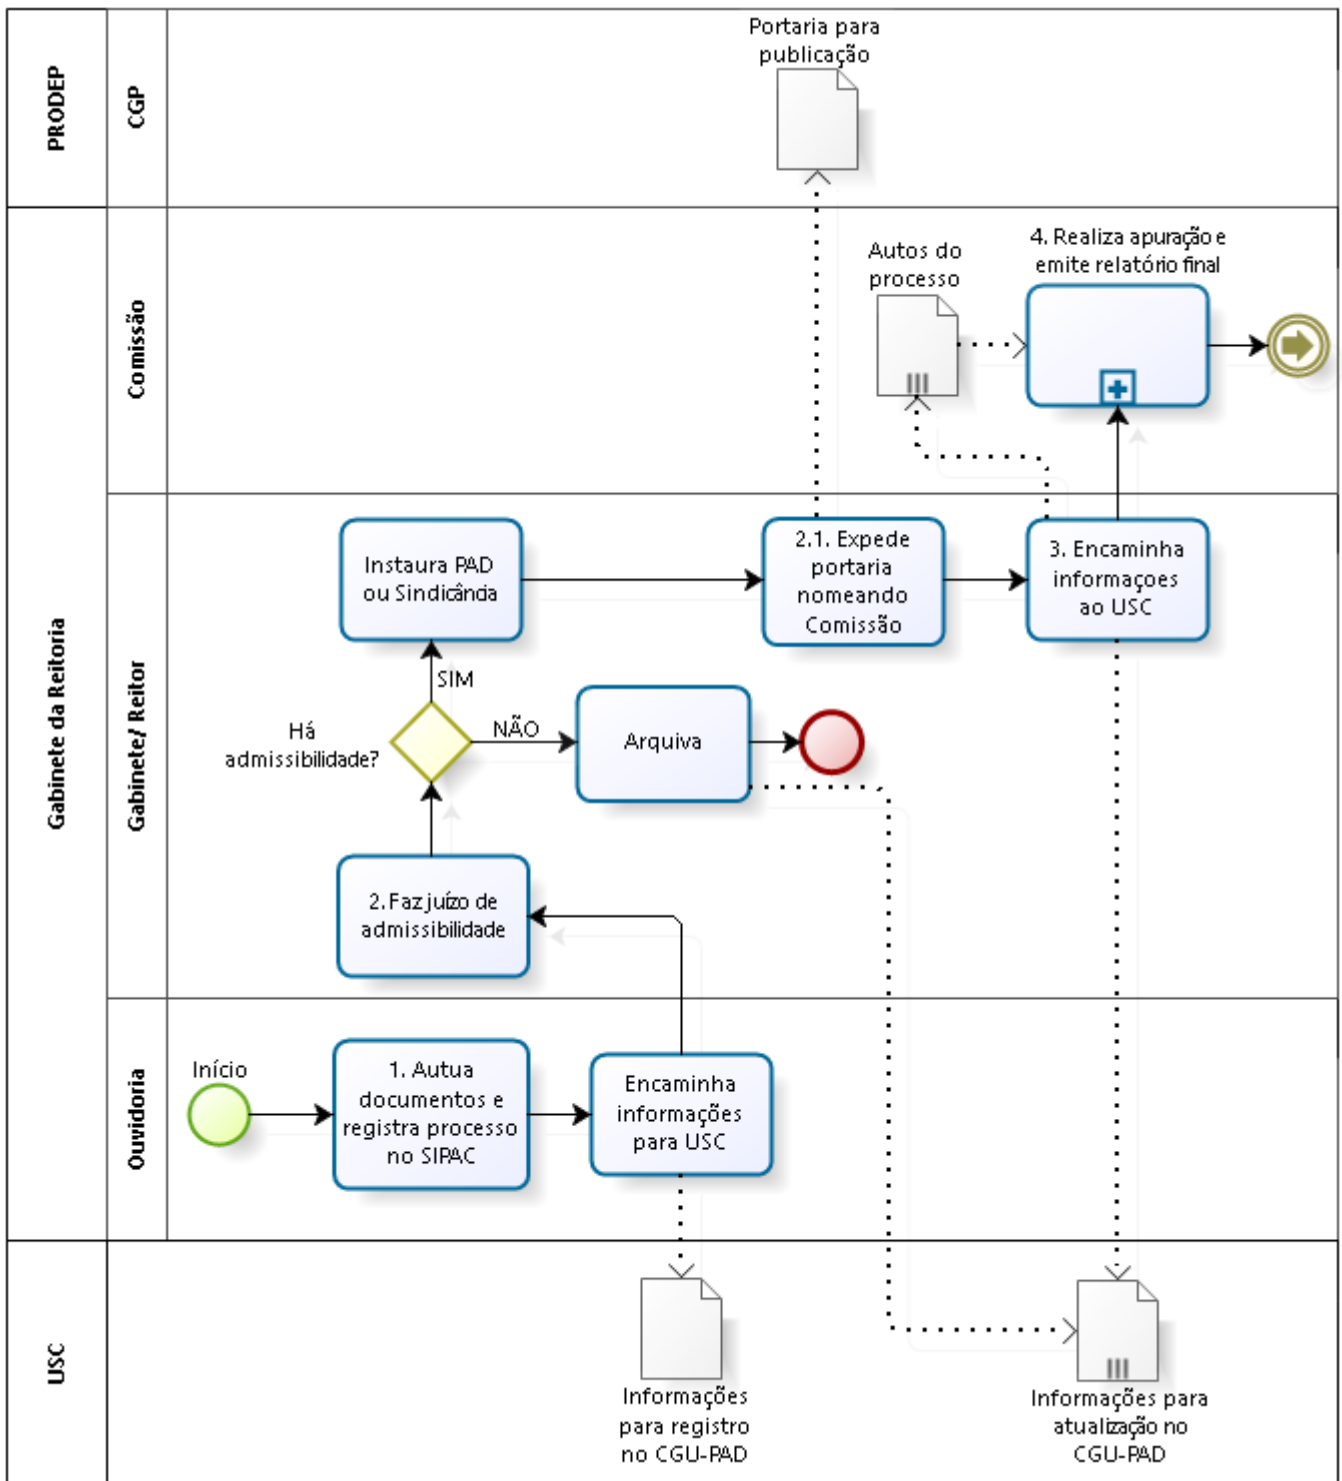 PRODEP
CGP
Portaria para
publicação
Gabinete da Reitoria
Comissão
Autos do
processo
4. Realiza apuração e
emite relatório final
Gabinete/ Reitor
Instaura PAD
ou Sindicância
2.1. Expede
portaria
nomeando
Comissão
3. Encaminha
informaçoes
ao USC
SIM
Há
admissibilidade?
NÃO
Arquiva
2. Faz juízo de
admissibilidade
Ouvidoria
Início
1. Autua
documentos e
registra processo
no SIPAC
Encaminha
informações
para USC
USC
Informações
para registro
no CGU-PAD
Informações para
atualização no
CGU-PAD